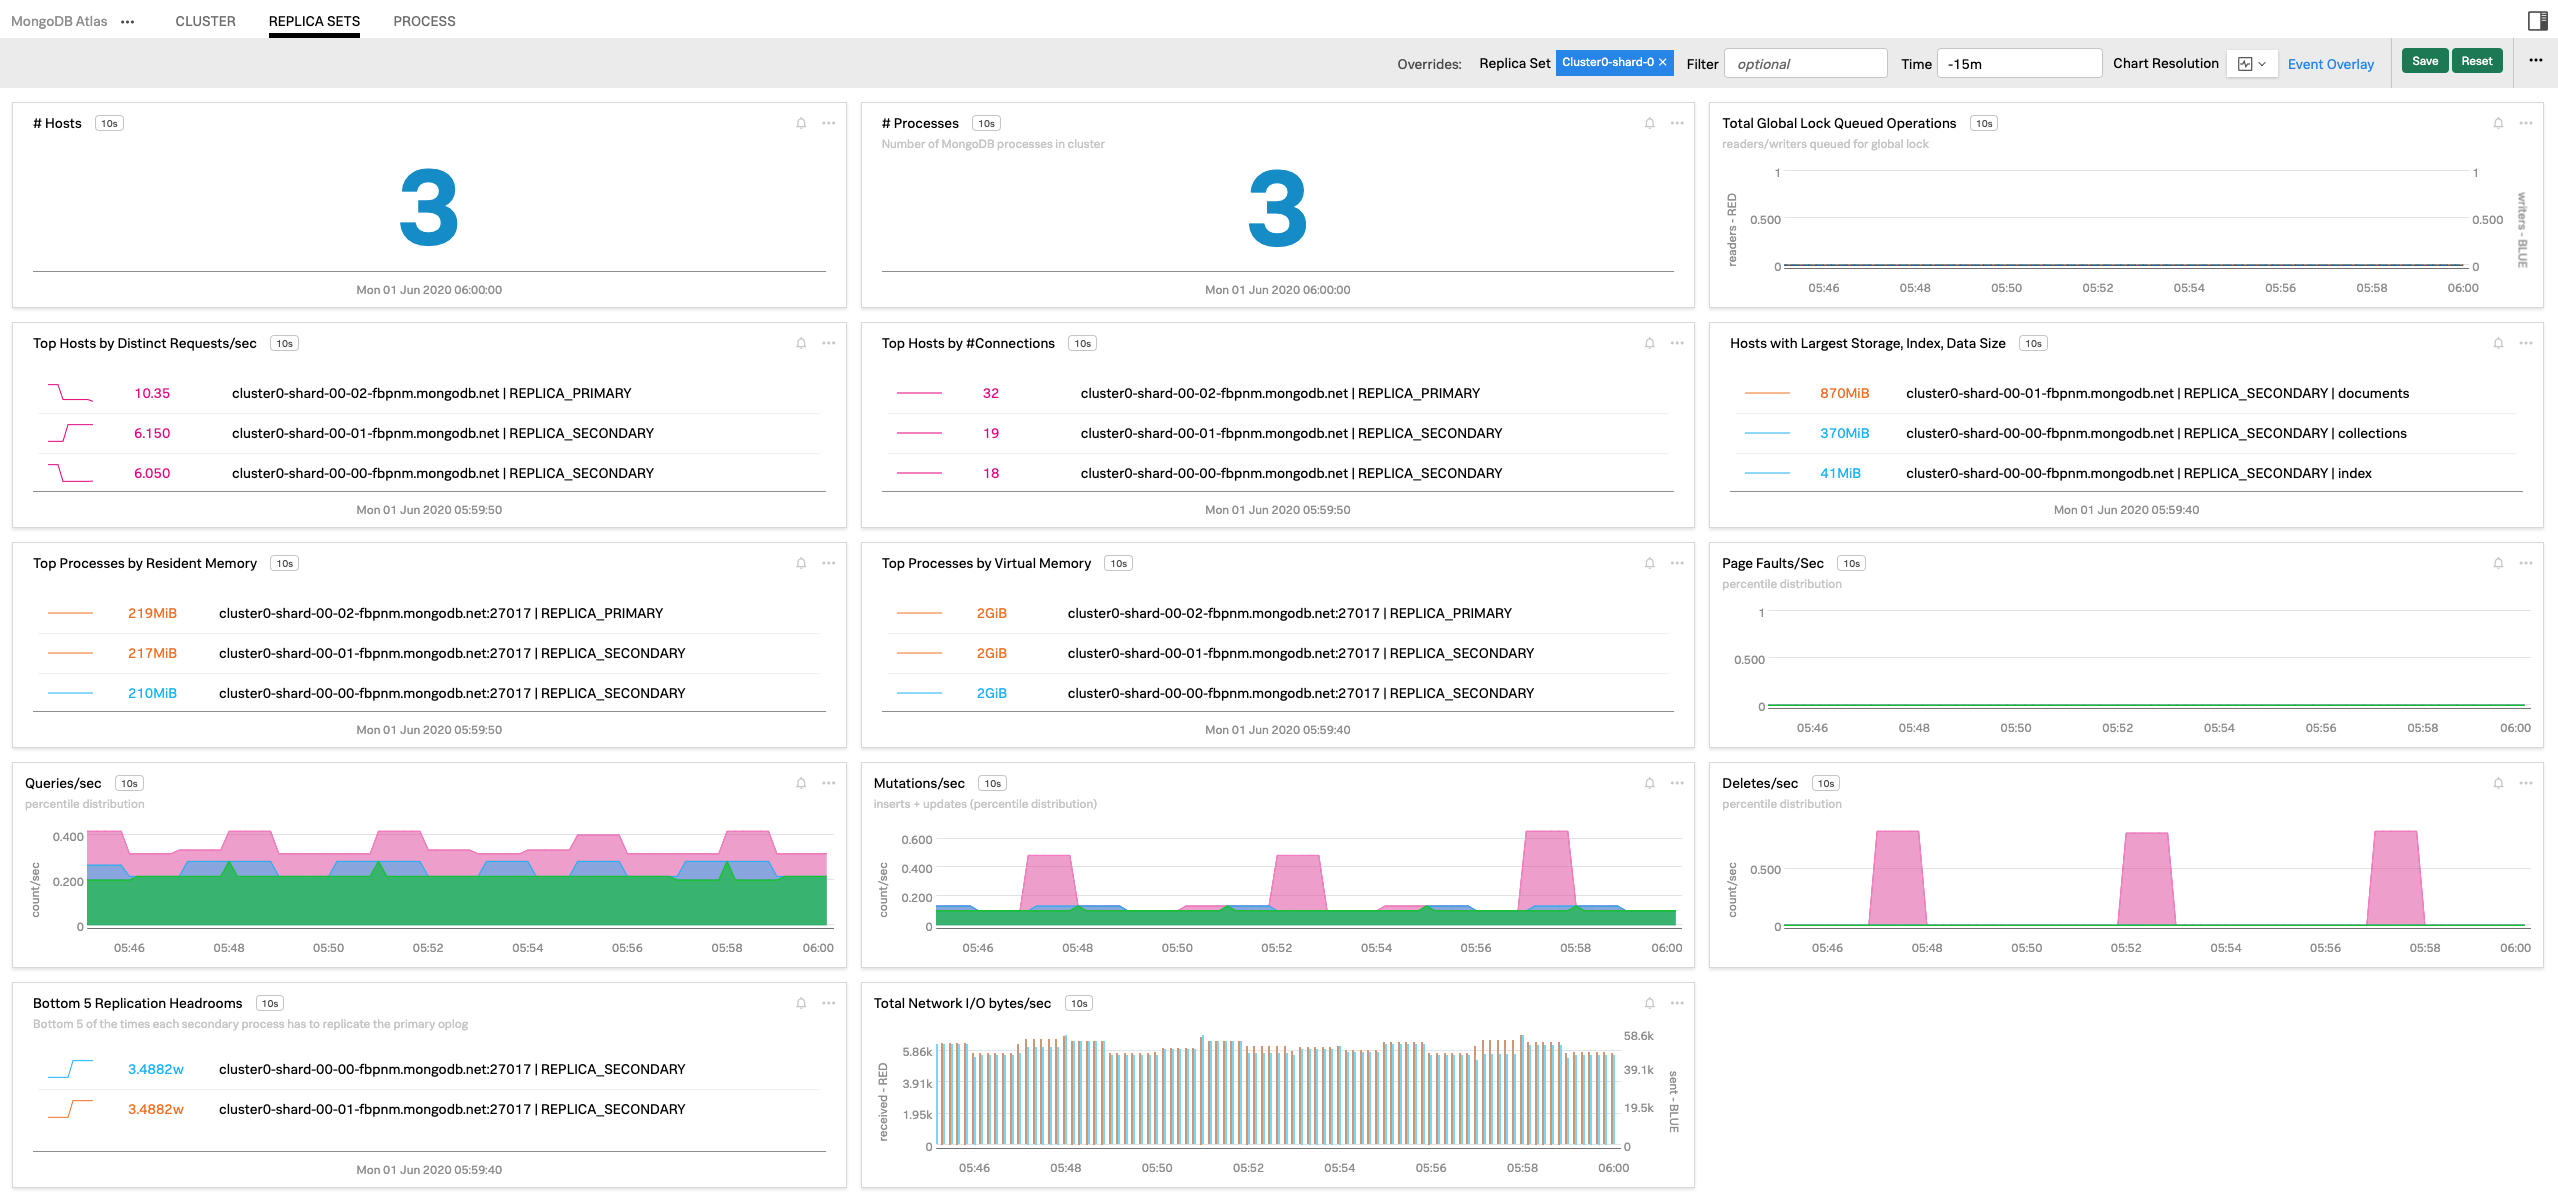 MongoDB Atlas ••• CLUSTER REPLICA SETS PROCESS
Overrides: Replica Set Cluster0-shard-0 × Filter optional Time -15m Chart Resolution Event Overlay Save Reset •••
# Hosts 10s
3
Mon 01 Jun 2020 06:00:00
# Processes 10s
Number of MongoDB processes in cluster
3
Mon 01 Jun 2020 06:00:00
Total Global Lock Queued Operations 10s
readers/writers queued for global lock
readers - RED
1
0.500
0
1
0.500
0
writers - BLUE
05:46 05:48 05:50 05:52 05:54 05:56 05:58 06:00
Top Hosts by Distinct Requests/sec 10s
10.35 cluster0-shard-00-02-fbpnm.mongodb.net | REPLICA_PRIMARY
6.150 cluster0-shard-00-01-fbpnm.mongodb.net | REPLICA_SECONDARY
6.050 cluster0-shard-00-00-fbpnm.mongodb.net | REPLICA_SECONDARY
Mon 01 Jun 2020 05:59:50
Top Hosts by #Connections 10s
32 cluster0-shard-00-02-fbpnm.mongodb.net | REPLICA_PRIMARY
19 cluster0-shard-00-01-fbpnm.mongodb.net | REPLICA_SECONDARY
18 cluster0-shard-00-00-fbpnm.mongodb.net | REPLICA_SECONDARY
Mon 01 Jun 2020 05:59:50
Hosts with Largest Storage, Index, Data Size 10s
870MiB cluster0-shard-00-01-fbpnm.mongodb.net | REPLICA_SECONDARY | documents
370MiB cluster0-shard-00-00-fbpnm.mongodb.net | REPLICA_SECONDARY | collections
41MiB cluster0-shard-00-00-fbpnm.mongodb.net | REPLICA_SECONDARY | index
Mon 01 Jun 2020 05:59:40
Top Processes by Resident Memory 10s
219MiB cluster0-shard-00-02-fbpnm.mongodb.net:27017 | REPLICA_PRIMARY
217MiB cluster0-shard-00-01-fbpnm.mongodb.net:27017 | REPLICA_SECONDARY
210MiB cluster0-shard-00-00-fbpnm.mongodb.net:27017 | REPLICA_SECONDARY
Mon 01 Jun 2020 05:59:50
Top Processes by Virtual Memory 10s
2GiB cluster0-shard-00-02-fbpnm.mongodb.net:27017 | REPLICA_PRIMARY
2GiB cluster0-shard-00-01-fbpnm.mongodb.net:27017 | REPLICA_SECONDARY
2GiB cluster0-shard-00-00-fbpnm.mongodb.net:27017 | REPLICA_SECONDARY
Mon 01 Jun 2020 05:59:40
Page Faults/Sec 10s
percentile distribution
1
0.500
0
05:46 05:48 05:50 05:52 05:54 05:56 05:58 06:00
Queries/sec 10s
percentile distribution
count/sec
0.400
0.200
0
05:46 05:48 05:50 05:52 05:54 05:56 05:58 06:00
Mutations/sec 10s
inserts + updates (percentile distribution)
count/sec
0.600
0.400
0.200
0
05:46 05:48 05:50 05:52 05:54 05:56 05:58 06:00
Deletes/sec 10s
percentile distribution
count/sec
0.500
0
05:46 05:48 05:50 05:52 05:54 05:56 05:58 06:00
Bottom 5 Replication Headrooms 10s
Bottom 5 of the times each secondary process has to replicate the primary oplog
3.4882w cluster0-shard-00-00-fbpnm.mongodb.net:27017 | REPLICA_SECONDARY
3.4882w cluster0-shard-00-01-fbpnm.mongodb.net:27017 | REPLICA_SECONDARY
Mon 01 Jun 2020 05:59:40
Total Network I/O bytes/sec 10s
received - RED
5.86k
3.91k
1.95k
0
58.6k
39.1k
19.5k
0
sent - BLUE
05:46 05:48 05:50 05:52 05:54 05:56 05:58 06:00